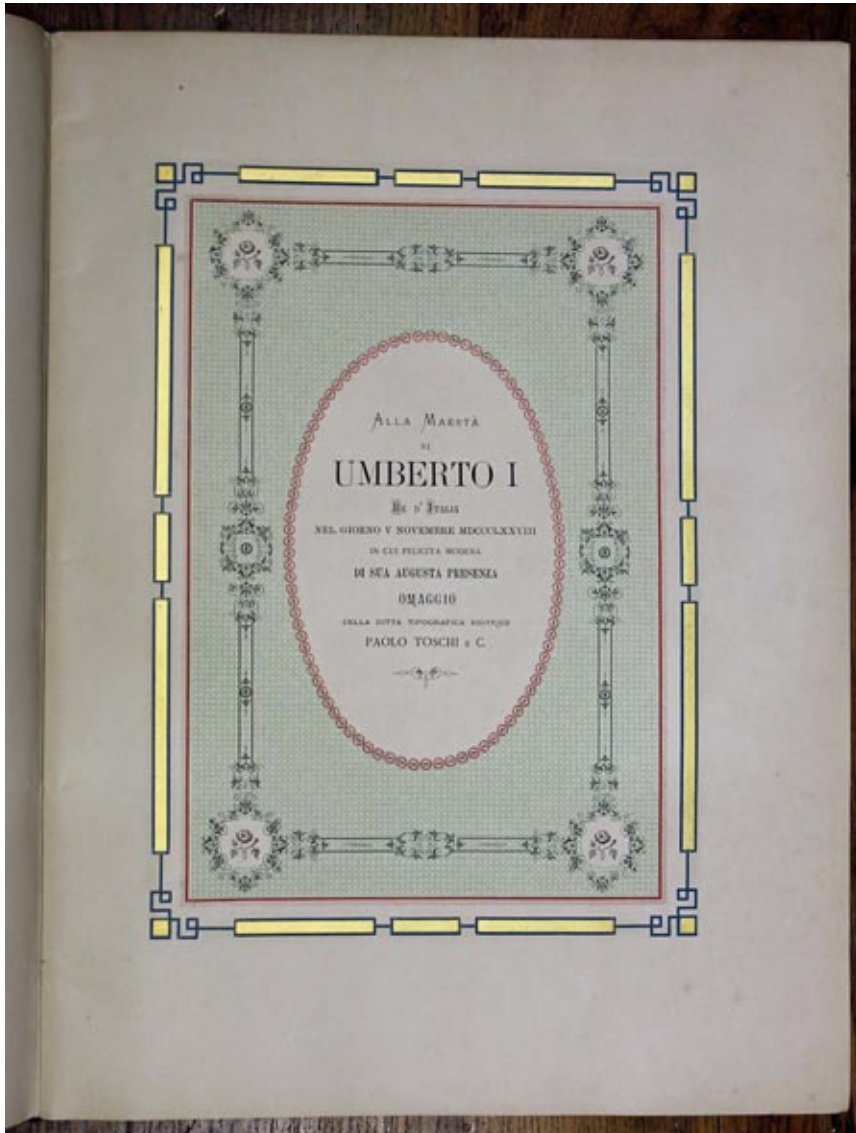 Alla Maestà
di
UMBERTO I
Re d' Italia
NEL GIORNO V NOVEMBRE MDCCCLXXVIII
IN CUI FELICITA MODENA
DI SUA AUGUSTA PRESENZA
OMAGGIO
DELLA DITTA TIPOGRAFICA EDITRICE
PAOLO TOSCHI e C.